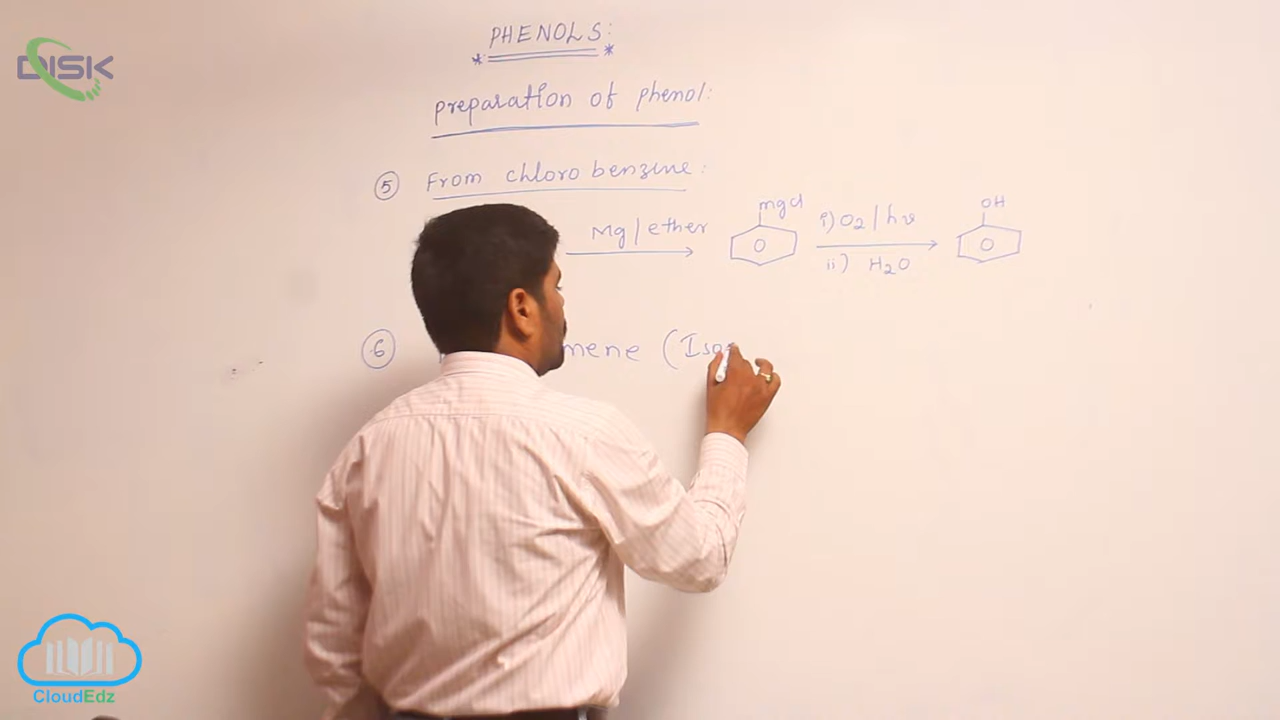 DISK
PHENOLS:
preparation of phenol:
5 From chloro benzine:
Mg/ether
mgcl
i) O2/hν
ii) H2O
OH
6 mene (Iso
CloudEdz